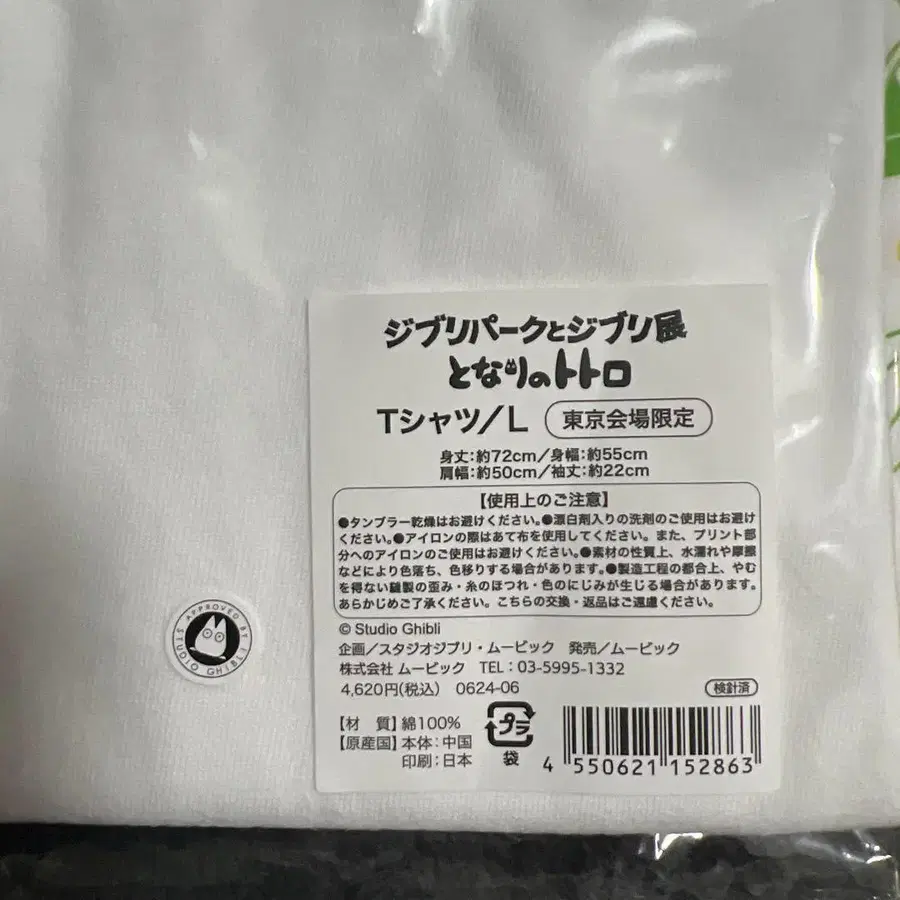 ジブリパークとジブリ展
となりのトトロ
Tシャツ/L 東京会場限定
身丈:約72cm/身幅:約55cm
肩幅:約50cm/袖丈:約22cm
【使用上のご注意】
●タンブラー乾燥はお避けください。●漂白剤入りの洗剤のご使用はお避け
ください。●アイロンの際はあて布を使用してください。また、プリント部
分へのアイロンのご使用はお避けください。●素材の性質上、水濡れや摩擦
などにより色落ち、色移りする場合があります。●製造工程の都合上、やむ
を得ない縫製の歪み・糸のほつれ・色のにじみが生じる場合があります。
あらかじめご了承ください。こちらの交換・返品はご遠慮ください。
© Studio Ghibli
企画/スタジオジブリ・ムービック 発売/ムービック
株式会社 ムービック TEL:03-5995-1332
4,620円(税込) 0624-06 検針済
【材 質】綿100%
【原産国】本体:中国
印刷:日本
プラ
袋
4 550621 152863
APPROVED BY
STUDIO GHIBLI